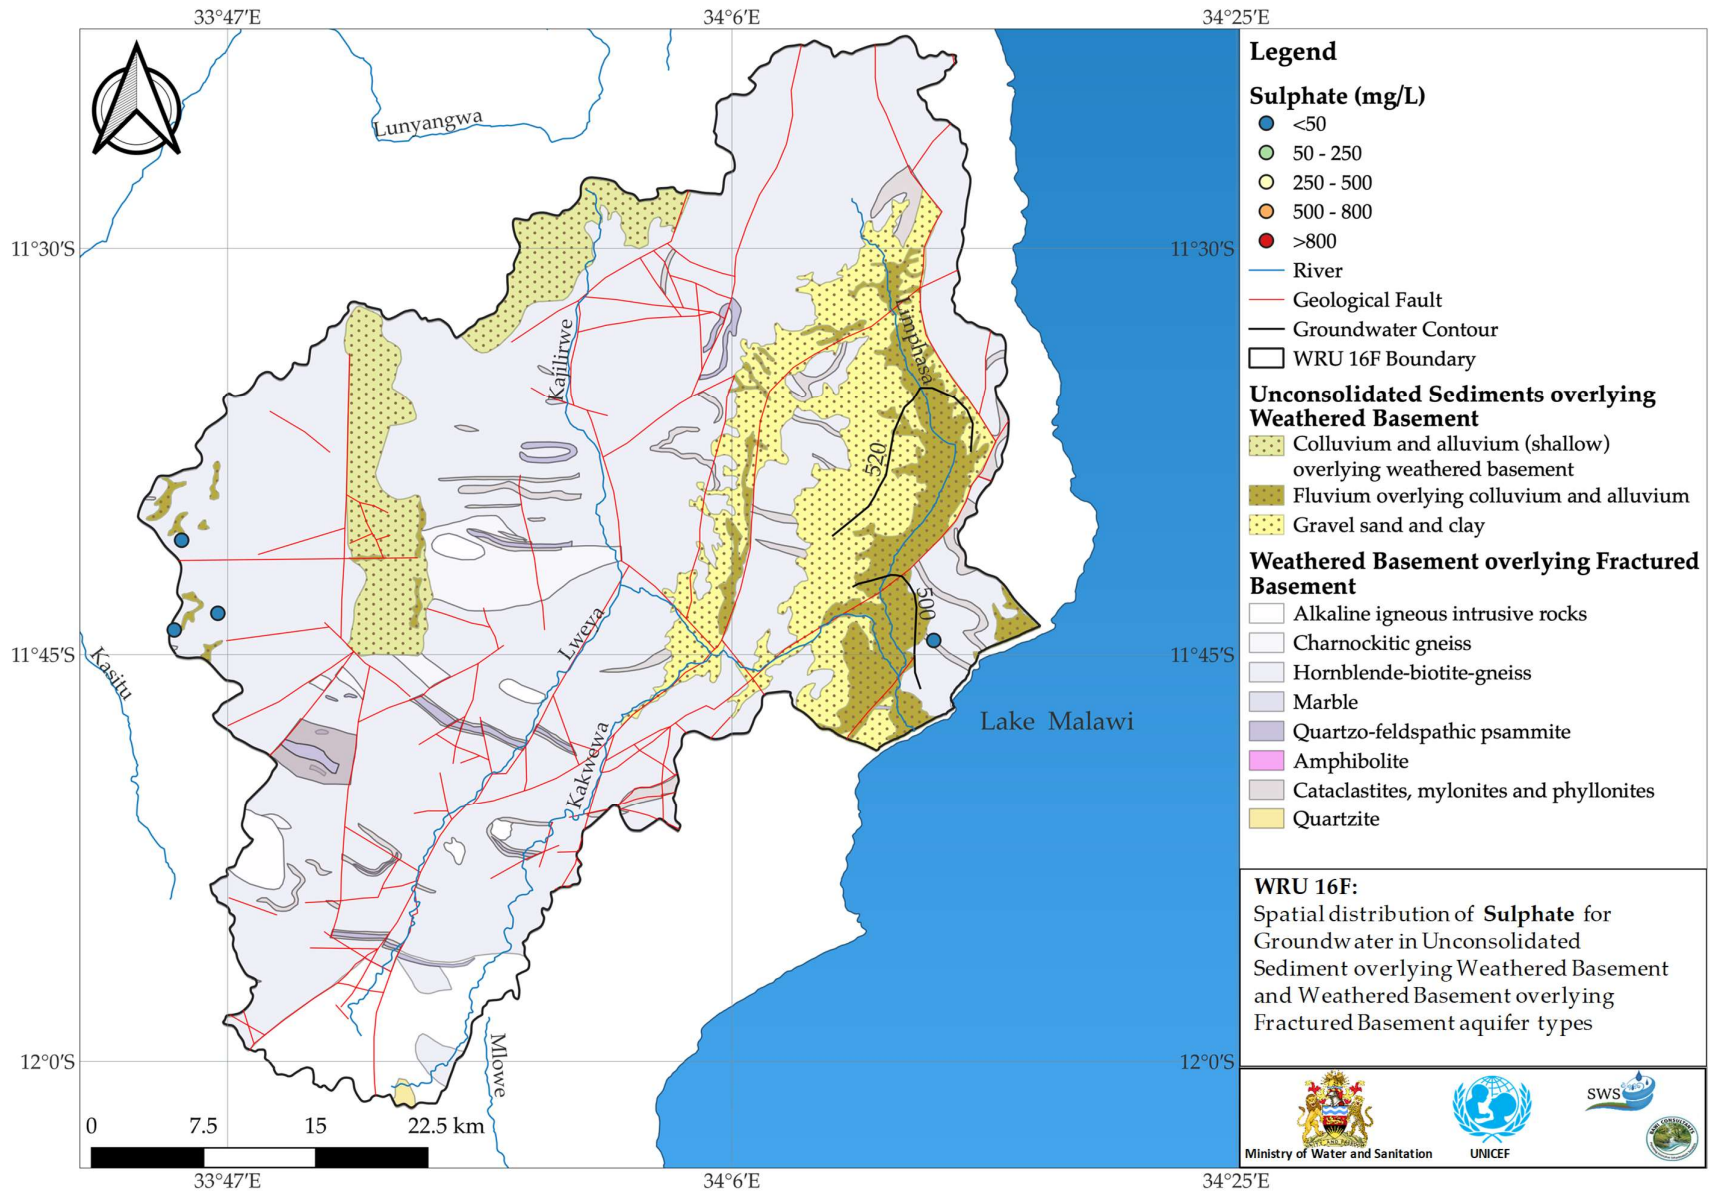 33°47′E 34°6′E 34°25′E
Lunyangwa
11°30′S 11°30′S
Kajilirwe
Limphasa
520
500
11°45′S 11°45′S
Kasitu
Lweya
Kakwewa
Lake Malawi
12°0′S 12°0′S
Mlowe
0 7.5 15 22.5 km
33°47′E 34°6′E 34°25′E
Legend
Sulphate (mg/L)
<50
50 - 250
250 - 500
500 - 800
>800
River
Geological Fault
Groundwater Contour
WRU 16F Boundary
Unconsolidated Sediments overlying
Weathered Basement
Colluvium and alluvium (shallow)
overlying weathered basement
Fluvium overlying colluvium and alluvium
Gravel sand and clay
Weathered Basement overlying Fractured
Basement
Alkaline igneous intrusive rocks
Charnockitic gneiss
Hornblende-biotite-gneiss
Marble
Quartzo-feldspathic psammite
Amphibolite
Cataclastites, mylonites and phyllonites
Quartzite
WRU 16F:
Spatial distribution of Sulphate for
Groundwater in Unconsolidated
Sediment overlying Weathered Basement
and Weathered Basement overlying
Fractured Basement aquifer types
Ministry of Water and Sanitation
UNICEF
SWS